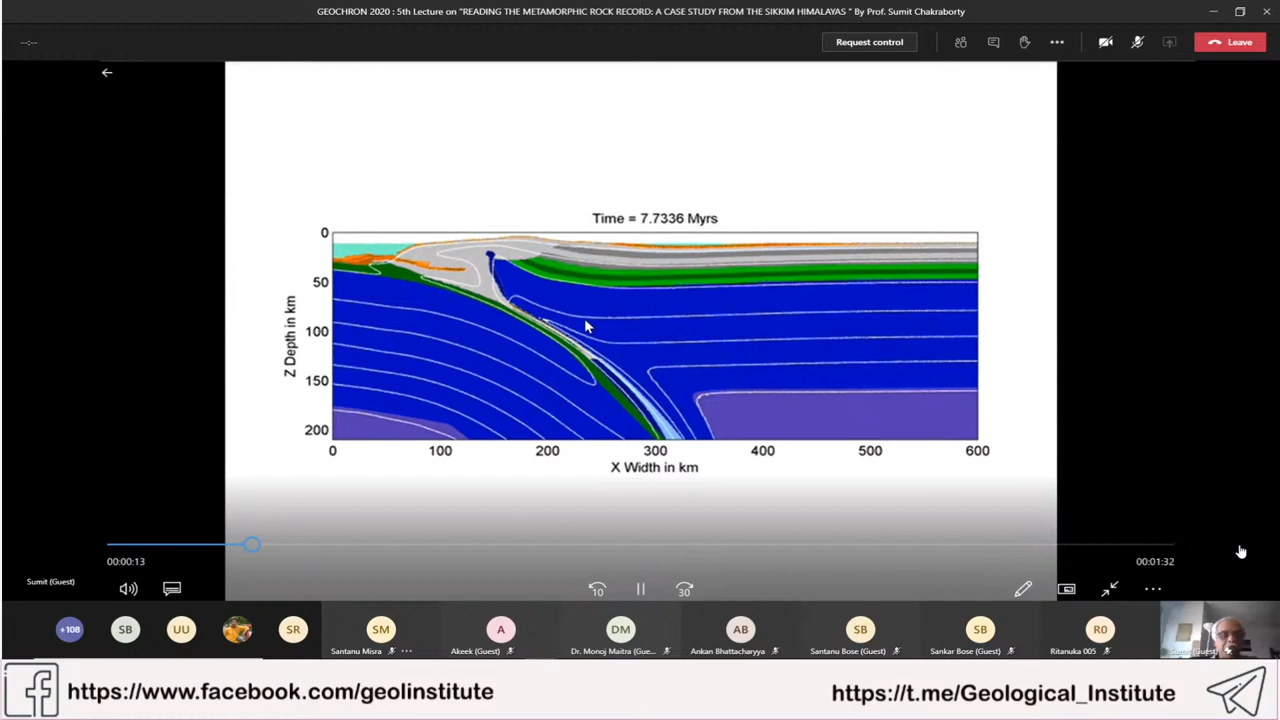 GEOCHRON 2020 : 5th Lecture on "READING THE METAMORPHIC ROCK RECORD: A CASE STUDY FROM THE SIKKIM HIMALAYAS " By Prof. Sumit Chakraborty
--:--
Request control
Leave
Time = 7.7336 Myrs
0
50
100
150
200
Z Depth in km
0 100 200 300 400 500 600
X Width in km
00:00:13
00:01:32
Sumit (Guest)
10
30
+108
SB
UU
SR
SM
A
DM
AB
SB
SB
R0
Santanu Misra
Akeek (Guest)
Dr. Monoj Maitra (Gue...
Ankan Bhattacharyya
Santanu Bose (Guest)
Sankar Bose (Guest)
Ritanuka 005
Sumit (Guest)
https://www.facebook.com/geolinstitute
https://t.me/Geological_Institute